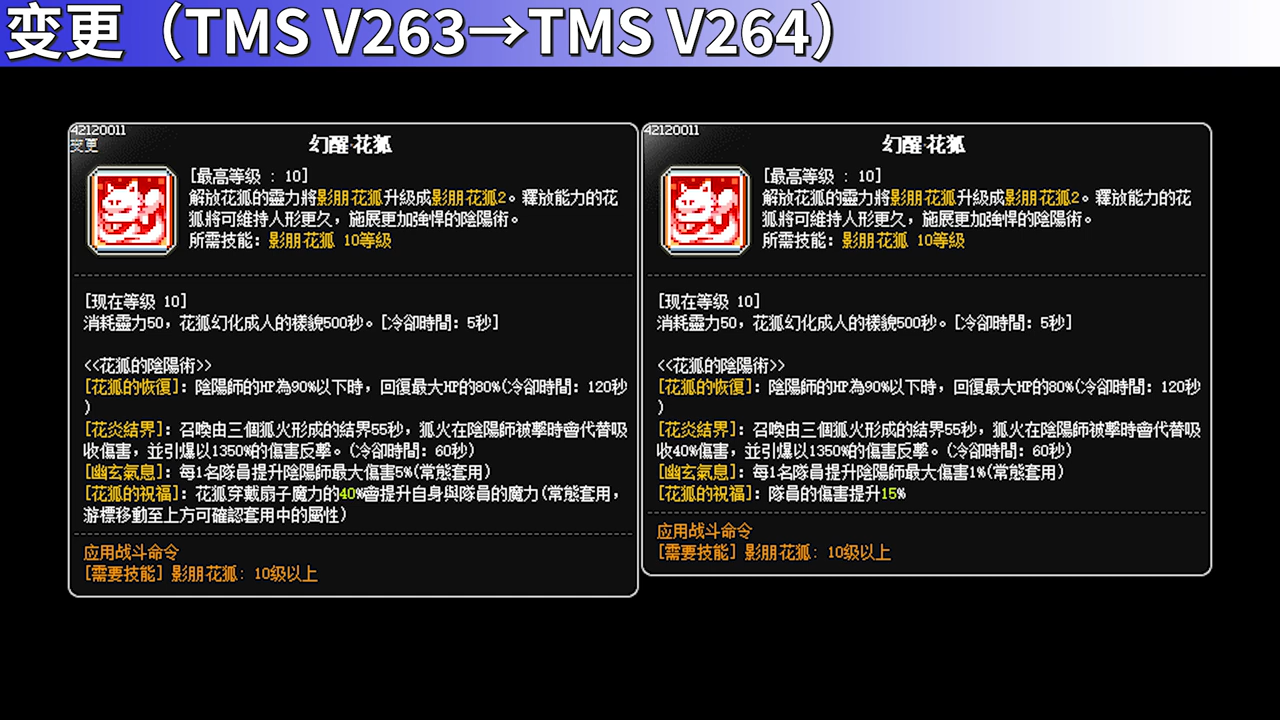 变更（TMS V263→TMS V264）
42120011
变更
幻醒·花狐
[最高等级 : 10]
解放花狐的靈力將影朋花狐升級成影朋花狐2。釋放能力的花
狐將可維持人形更久，施展更加強悍的陰陽術。
所需技能: 影朋花狐 10等級
[现在等级 10]
消耗靈力50，花狐幻化成人的樣貌500秒。[冷卻時間: 5秒]
<<花狐的陰陽術>>
[花狐的恢復]: 陰陽師的HP為90%以下時，回復最大HP的80%(冷卻時間: 120秒
)
[花炎結界]: 召喚由三個狐火形成的結界55秒，狐火在陰陽師被擊時會代替吸
收傷害，並引爆以1350%的傷害反擊。(冷卻時間: 60秒)
[幽玄氣息]: 每1名隊員提升陰陽師最大傷害5%(常態套用)
[花狐的祝福]: 花狐穿戴扇子魔力的40%會提升自身與隊員的魔力(常態套用，
游標移動至上方可確認套用中的屬性)
应用战斗命令
[需要技能] 影朋花狐: 10级以上
42120011
幻醒·花狐
[最高等级 : 10]
解放花狐的靈力將影朋花狐升級成影朋花狐2。釋放能力的花
狐將可維持人形更久，施展更加強悍的陰陽術。
所需技能: 影朋花狐 10等級
[现在等级 10]
消耗靈力50，花狐幻化成人的樣貌500秒。[冷卻時間: 5秒]
<<花狐的陰陽術>>
[花狐的恢復]: 陰陽師的HP為90%以下時，回復最大HP的80%(冷卻時間: 120秒
)
[花炎結界]: 召喚由三個狐火形成的結界55秒，狐火在陰陽師被擊時會代替吸
收40%傷害，並引爆以1350%的傷害反擊。(冷卻時間: 60秒)
[幽玄氣息]: 每1名隊員提升陰陽師最大傷害1%(常態套用)
[花狐的祝福]: 隊員的傷害提升15%
应用战斗命令
[需要技能] 影朋花狐: 10级以上